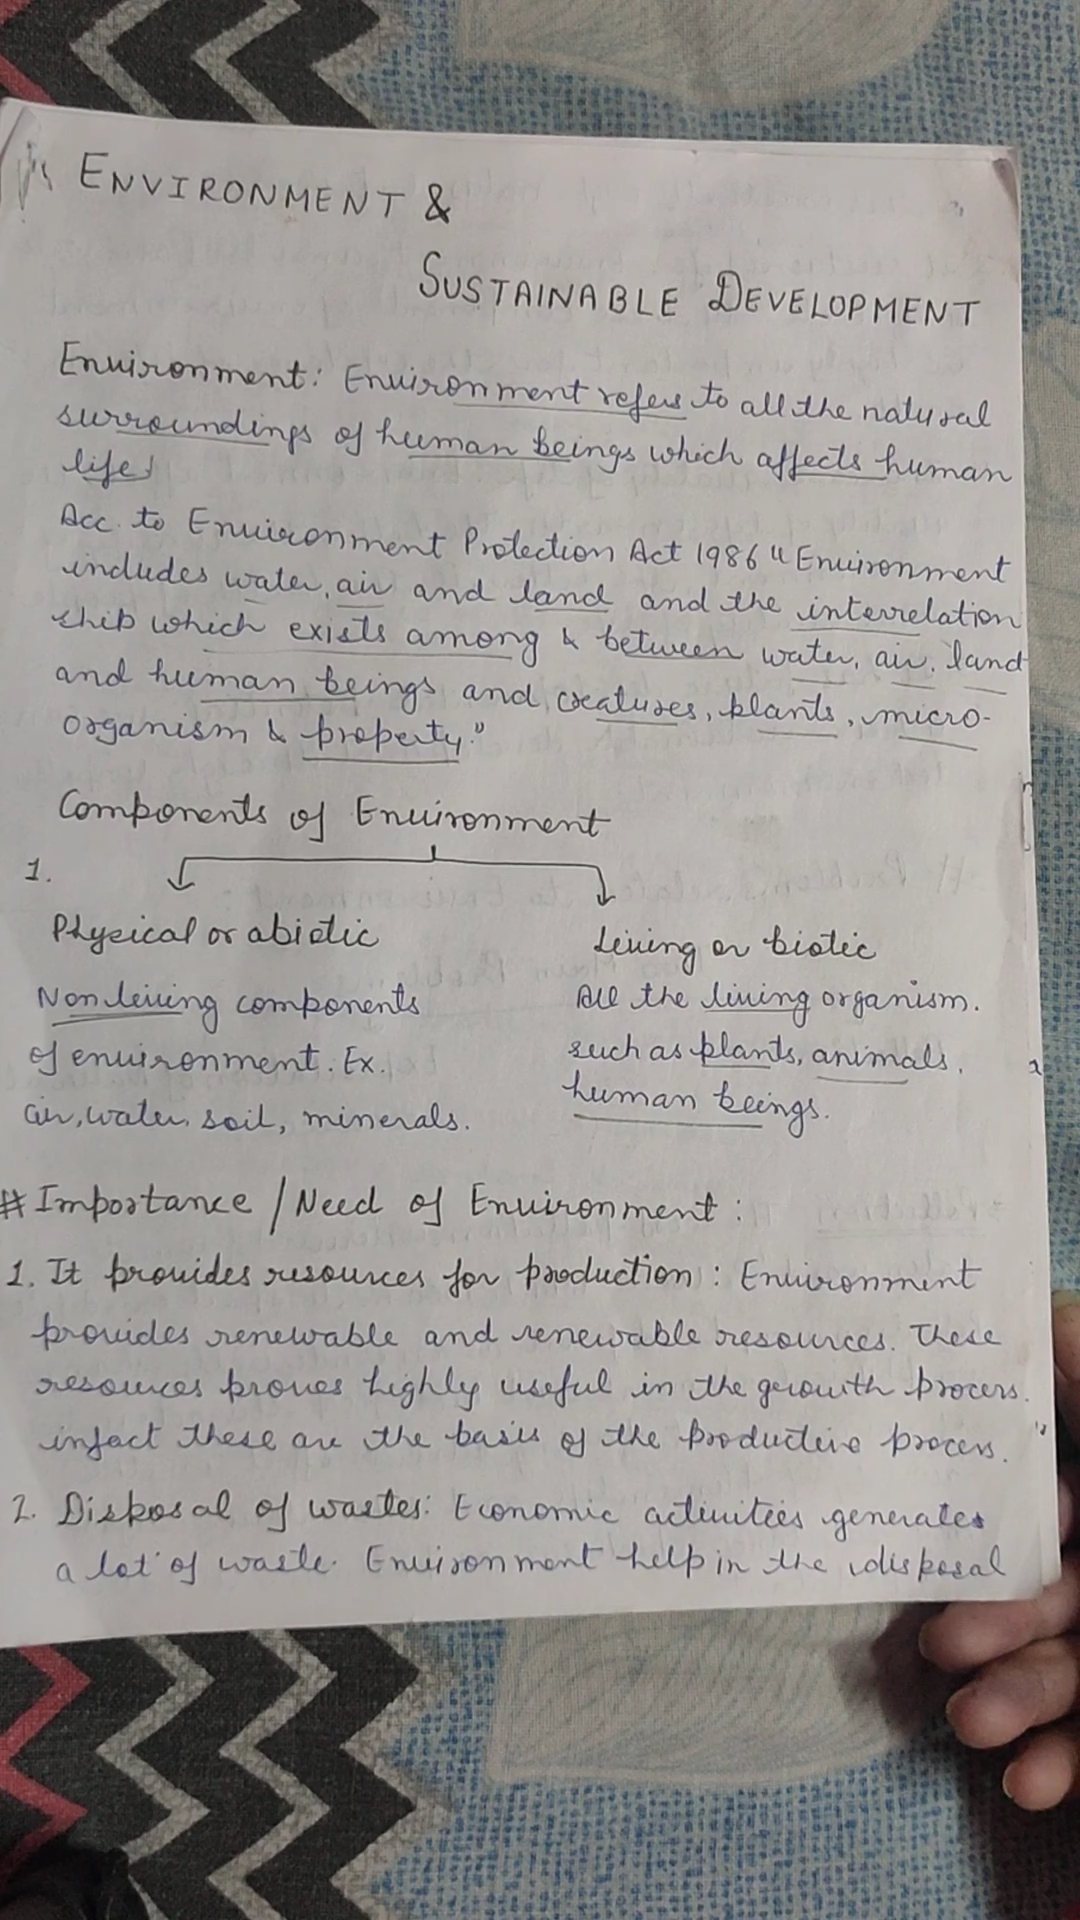 ENVIRONMENT &
SUSTAINABLE DEVELOPMENT
Environment: Environment refers to all the natural
surroundings of human beings which affects human
life.
Acc. to Environment Protection Act 1986 "Environment
includes water, air and land and the interrelation
ship which exists among & between water, air, land
and human beings and creatures, plants, micro-
organism & property."
Components of Environment
1.
Physical or abiotic
Living or biotic
Non living components
of environment. Ex.
air, water, soil, minerals.
All the living organism.
such as plants, animals,
human beings.
# Importance / Need of Environment :
1. It provides resources for production : Environment
provides renewable and renewable resources. These
resources proves highly useful in the growth process.
infact these are the basis of the productive process.
2. Disposal of wastes: Economic activities generates
a lot of waste. Environment help in the disposal